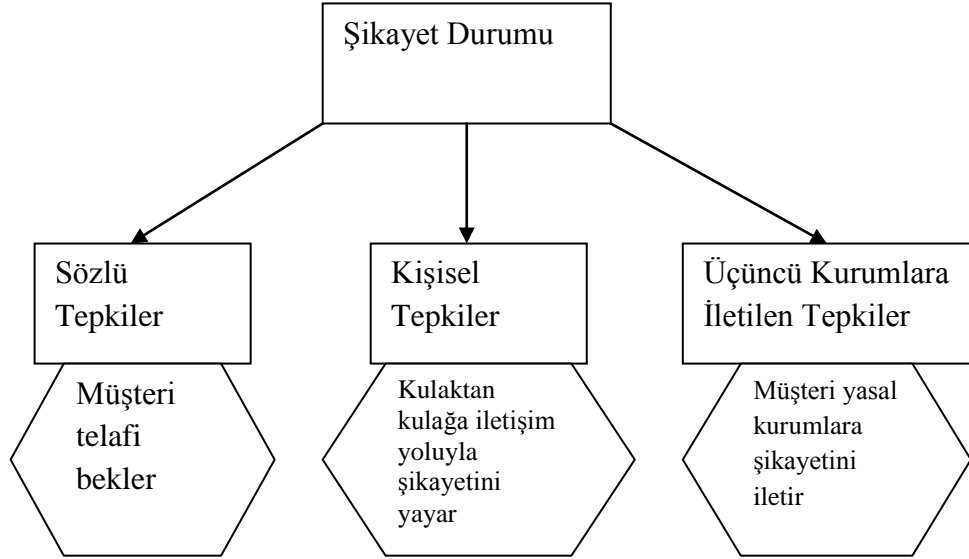 Şikayet Durumu
Sözlü
Tepkiler
Kişisel
Tepkiler
Üçüncü Kurumlara
İletilen Tepkiler
Müşteri
telafi
bekler
Kulaktan
kulağa iletişim
yoluyla
şikayetini
yayar
Müşteri yasal
kurumlara
şikayetini
iletir